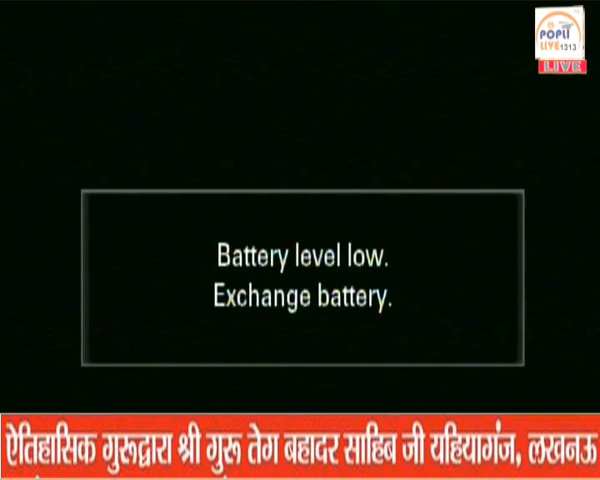 POPLI
LIVE1313
LIVE
Battery level low.
Exchange battery.
ऐतिहासिक गुरूद्वारा श्री गुरू तेग बहादर साहिब जी यहियागंज, लखनऊ